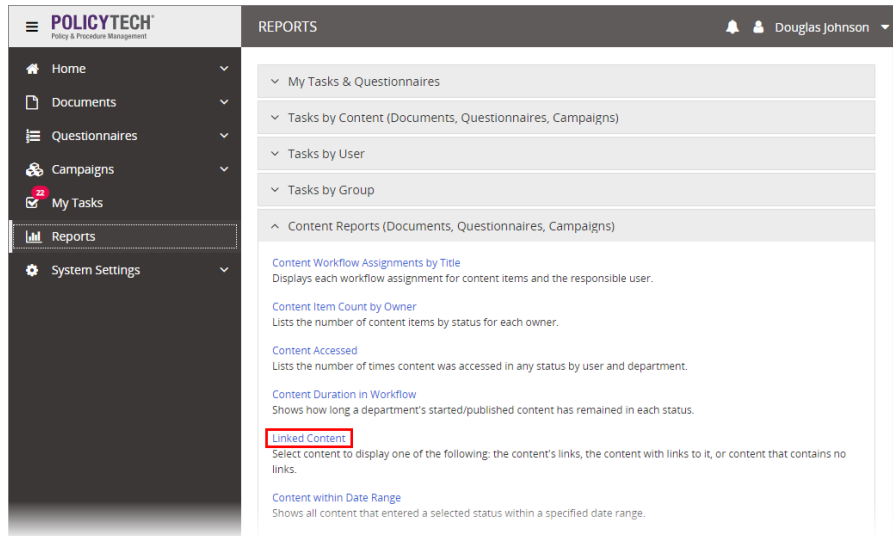 POLICYTECH
Policy & Procedure Management
REPORTS
Douglas Johnson
Home
Documents
Questionnaires
Campaigns
22
My Tasks
Reports
System Settings
My Tasks & Questionnaires
Tasks by Content (Documents, Questionnaires, Campaigns)
Tasks by User
Tasks by Group
Content Reports (Documents, Questionnaires, Campaigns)
Content Workflow Assignments by Title
Displays each workflow assignment for content items and the responsible user.
Content Item Count by Owner
Lists the number of content items by status for each owner.
Content Accessed
Lists the number of times content was accessed in any status by user and department.
Content Duration in Workflow
Shows how long a department's started/published content has remained in each status.
Linked Content
Select content to display one of the following: the content's links, the content with links to it, or content that contains no
links.
Content within Date Range
Shows all content that entered a selected status within a specified date range.